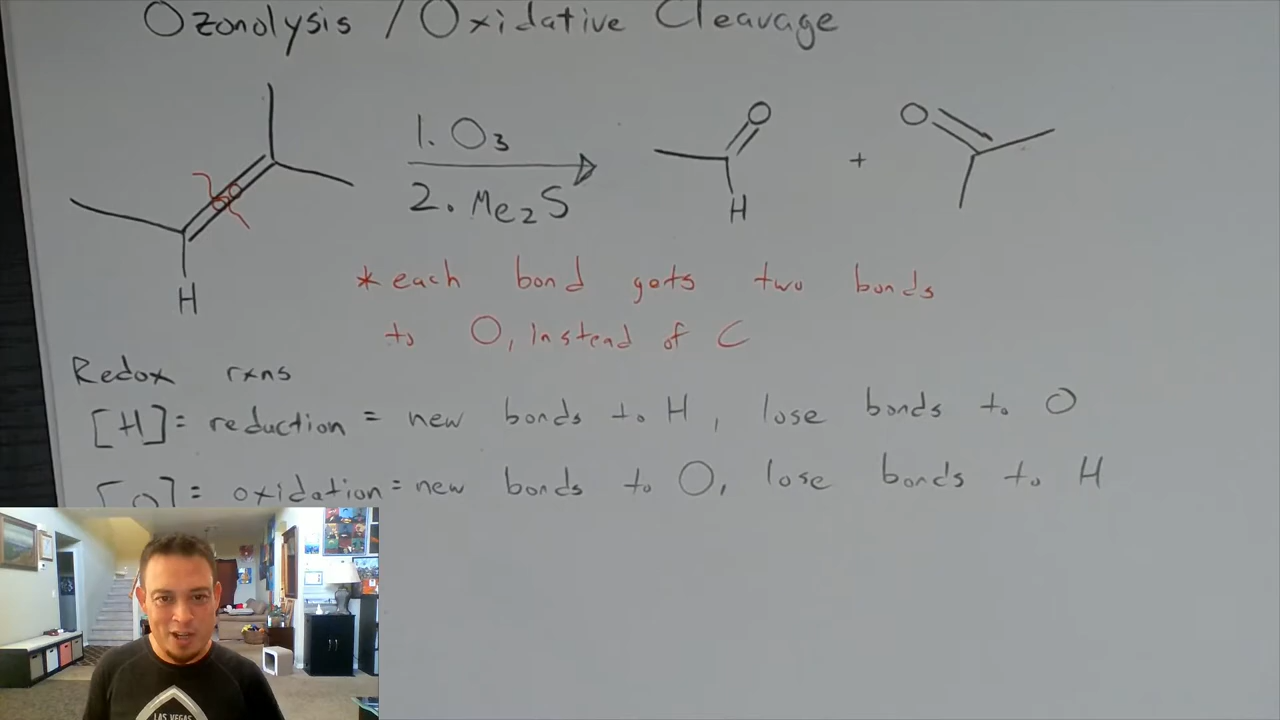 Ozonolysis / Oxidative Cleavage
1. O₃
2. Me₂S
O
H
+
O
H
* each bond gets two bonds
to O, instead of C
Redox rxns
[H] = reduction = new bonds to H, lose bonds to O
[O] = oxidation = new bonds to O, lose bonds to H
LAS VEGAS